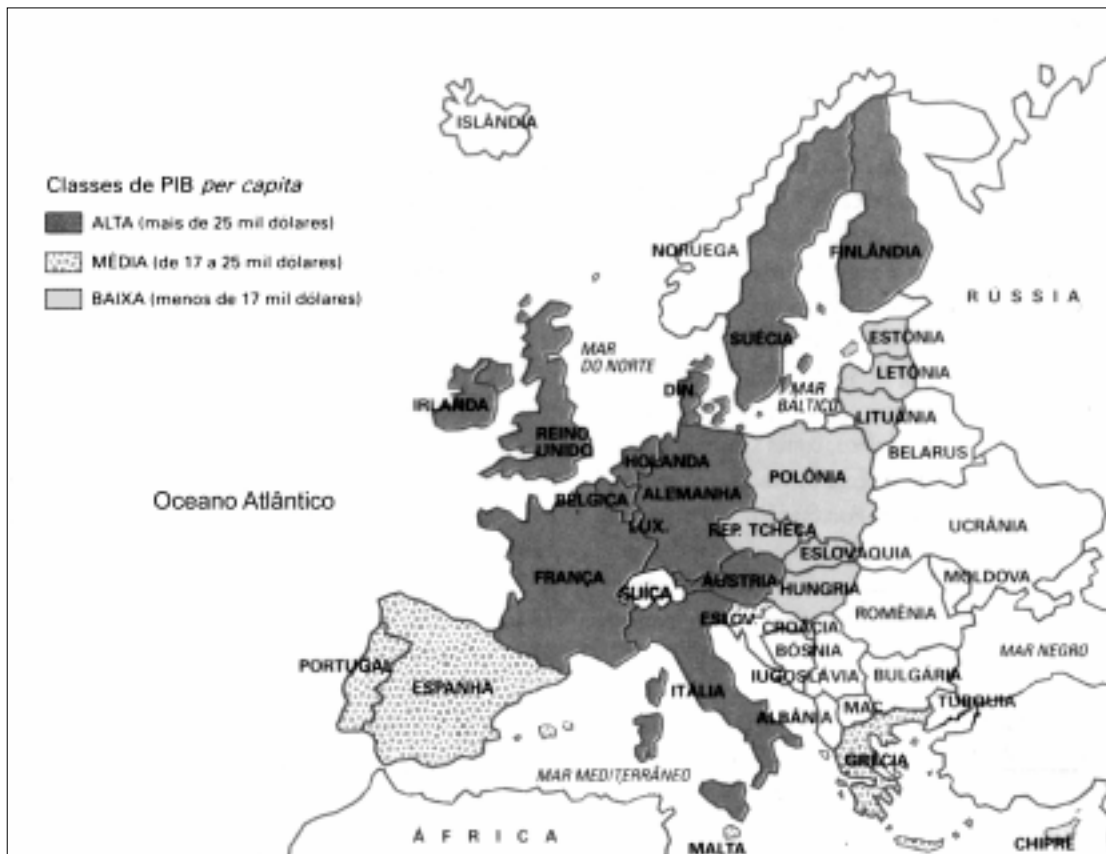 ISLÂNDIA
Classes de PIB per capita
ALTA (mais de 25 mil dólares)
MÉDIA (de 17 a 25 mil dólares)
BAIXA (menos de 17 mil dólares)
NORUEGA
FINLÂNDIA
RÚSSIA
SUÉCIA
ESTÔNIA
MAR
DO NORTE
LETÔNIA
DIN.
MAR
BÁLTICO
LITUÂNIA
IRLANDA
REINO
UNIDO
BELARUS
HOLANDA
POLÔNIA
Oceano Atlântico
BÉLGICA
ALEMANHA
LUX.
REP. TCHECA
UCRÂNIA
ESLOVÁQUIA
FRANÇA
SUÍÇA
ÁUSTRIA
HUNGRIA
MOLDOVA
ROMÊNIA
ESLOV.
CROÁCIA
BÓSNIA
MAR NEGRO
PORTUGAL
ESPANHA
IUGOSLÁVIA
BULGÁRIA
ITÁLIA
ALBÂNIA
MAC.
TURQUIA
GRÉCIA
MAR MEDITERRÂNEO
ÁFRICA
MALTA
CHIPRE